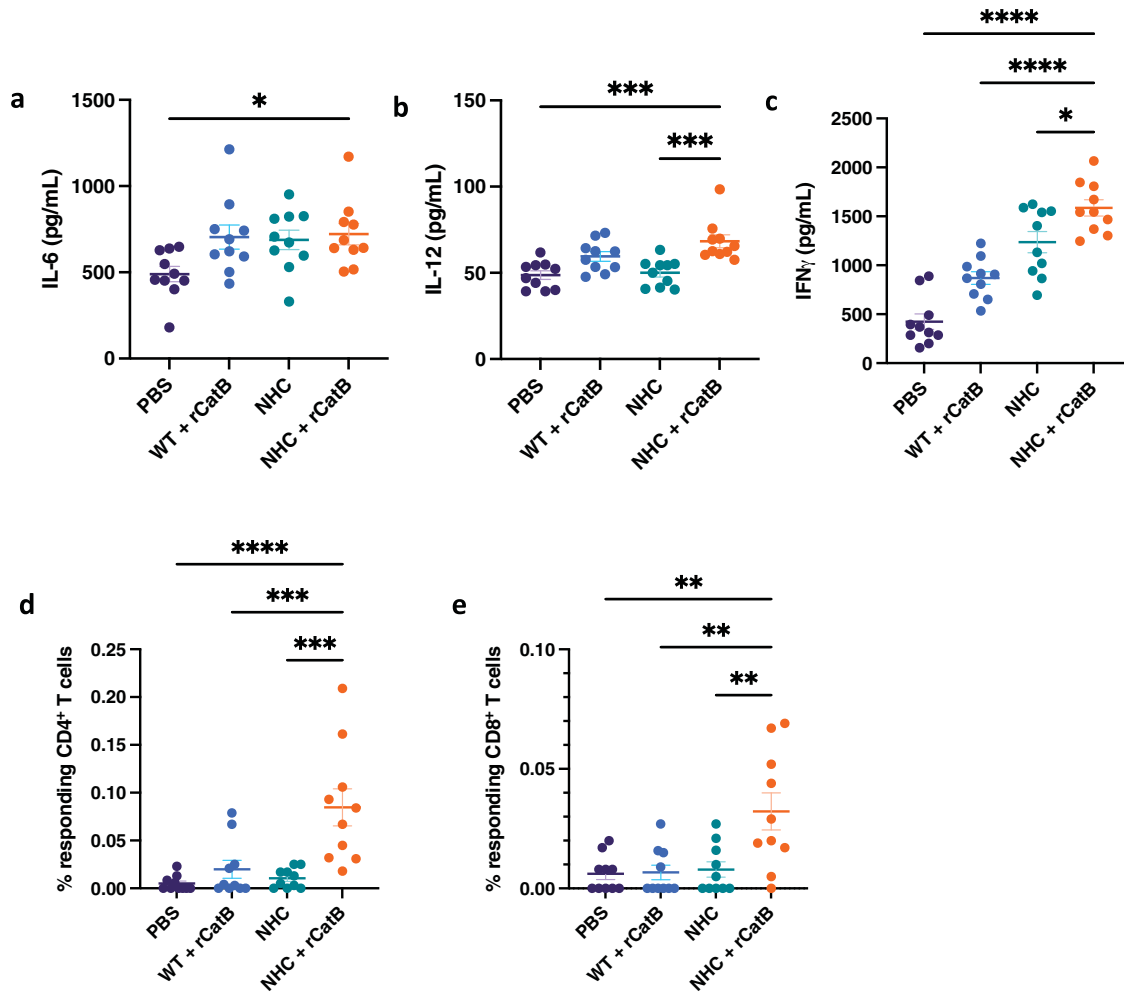 a
IL-6 (pg/mL)
1500
1000
500
0
*
PBS
WT + rCatB
NHC
NHC + rCatB
b
IL-12 (pg/mL)
150
100
50
0
***
***
PBS
WT + rCatB
NHC
NHC + rCatB
c
IFNγ (pg/mL)
2500
2000
1500
1000
500
0
****
****
*
PBS
WT + rCatB
NHC
NHC + rCatB
d
% responding CD4⁺ T cells
0.25
0.20
0.15
0.10
0.05
0.00
****
***
***
PBS
WT + rCatB
NHC
NHC + rCatB
e
% responding CD8⁺ T cells
0.10
0.05
0.00
**
**
**
PBS
WT + rCatB
NHC
NHC + rCatB